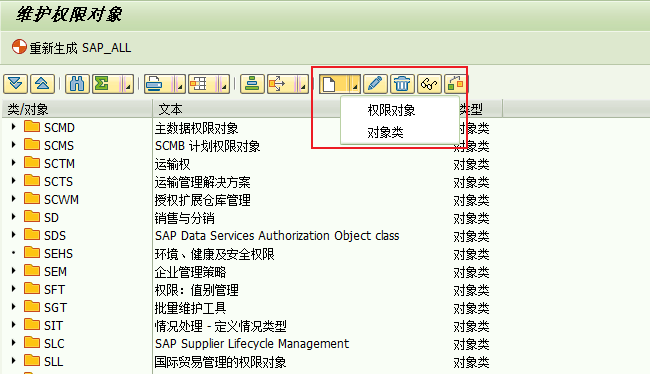 维护权限对象
重新生成 SAP_ALL
类/对象 文本 类型
权限对象
对象类
SCMD 主数据权限对象 对象类
SCMS SCMB 计划权限对象 对象类
SCTM 运输权 对象类
SCTS 运输管理解决方案 对象类
SCWM 授权扩展仓库管理 对象类
SD 销售与分销 对象类
SDS SAP Data Services Authorization Object class 对象类
SEHS 环境、健康及安全权限 对象类
SEM 企业管理策略 对象类
SFT 权限：值别管理 对象类
SGT 批量维护工具 对象类
SIT 情况处理 - 定义情况类型 对象类
SLC SAP Supplier Lifecycle Management 对象类
SLL 国际贸易管理的权限对象 对象类